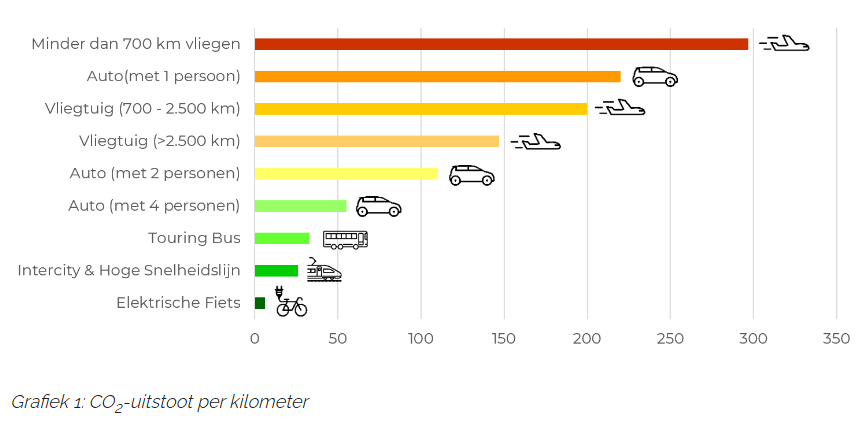 Minder dan 700 km vliegen
Auto(met 1 persoon)
Vliegtuig (700 - 2.500 km)
Vliegtuig (>2.500 km)
Auto (met 2 personen)
Auto (met 4 personen)
Touring Bus
Intercity & Hoge Snelheidslijn
Elektrische Fiets
0 50 100 150 200 250 300 350
Grafiek 1: CO₂-uitstoot per kilometer